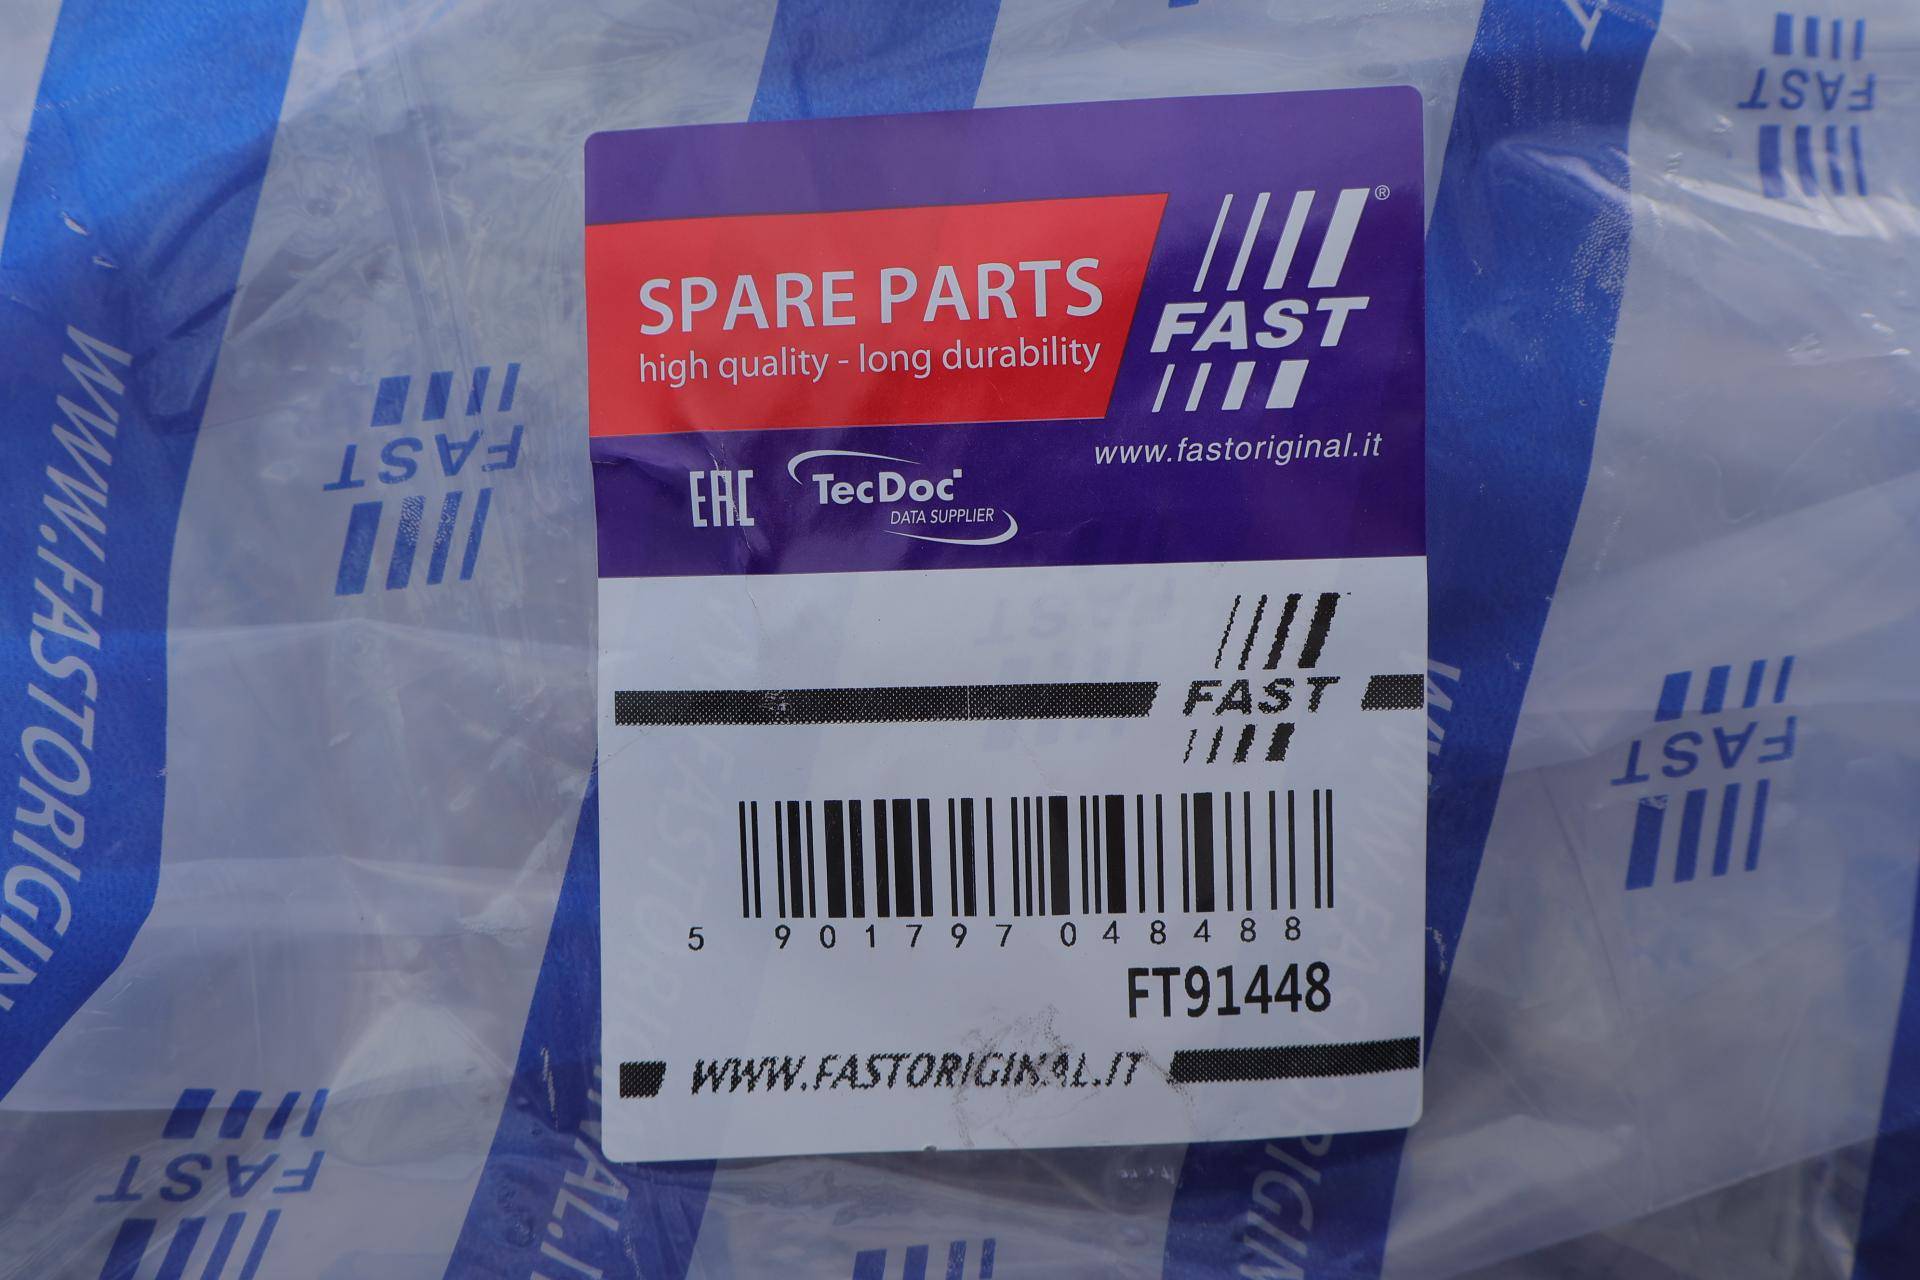 SPARE PARTS
high quality - long durability
FAST®
www.fastoriginal.it
EAC
TecDoc
DATA SUPPLIER
FAST
5 901797 048488
FT91448
WWW.FASTORIGINAL.IT
WWW.FASTORIGIN
FAST
FAST
FAST
FAST